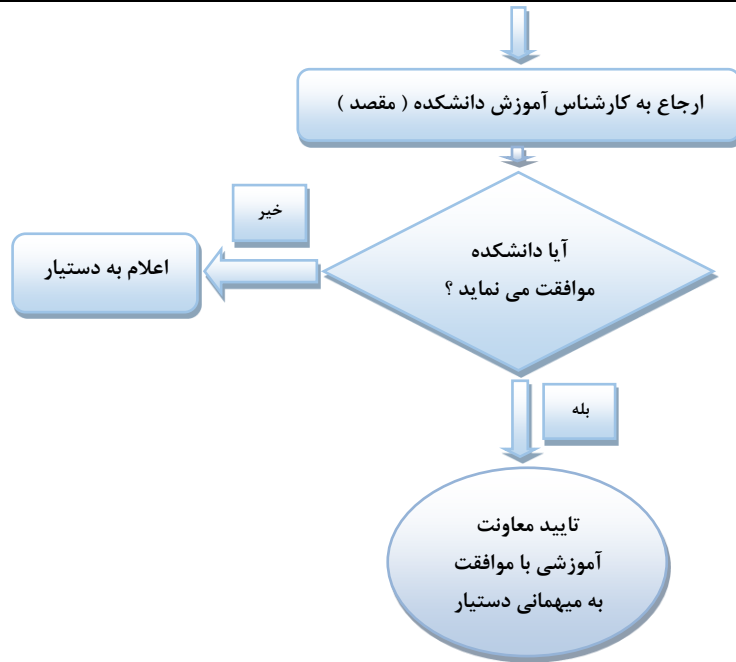 ارجاع به کارشناس آموزش دانشکده ( مقصد )
آیا دانشکده
موافقت می نماید ؟
خیر
اعلام به دستیار
بله
تایید معاونت
آموزشی با موافقت
به میهمانی دستیار